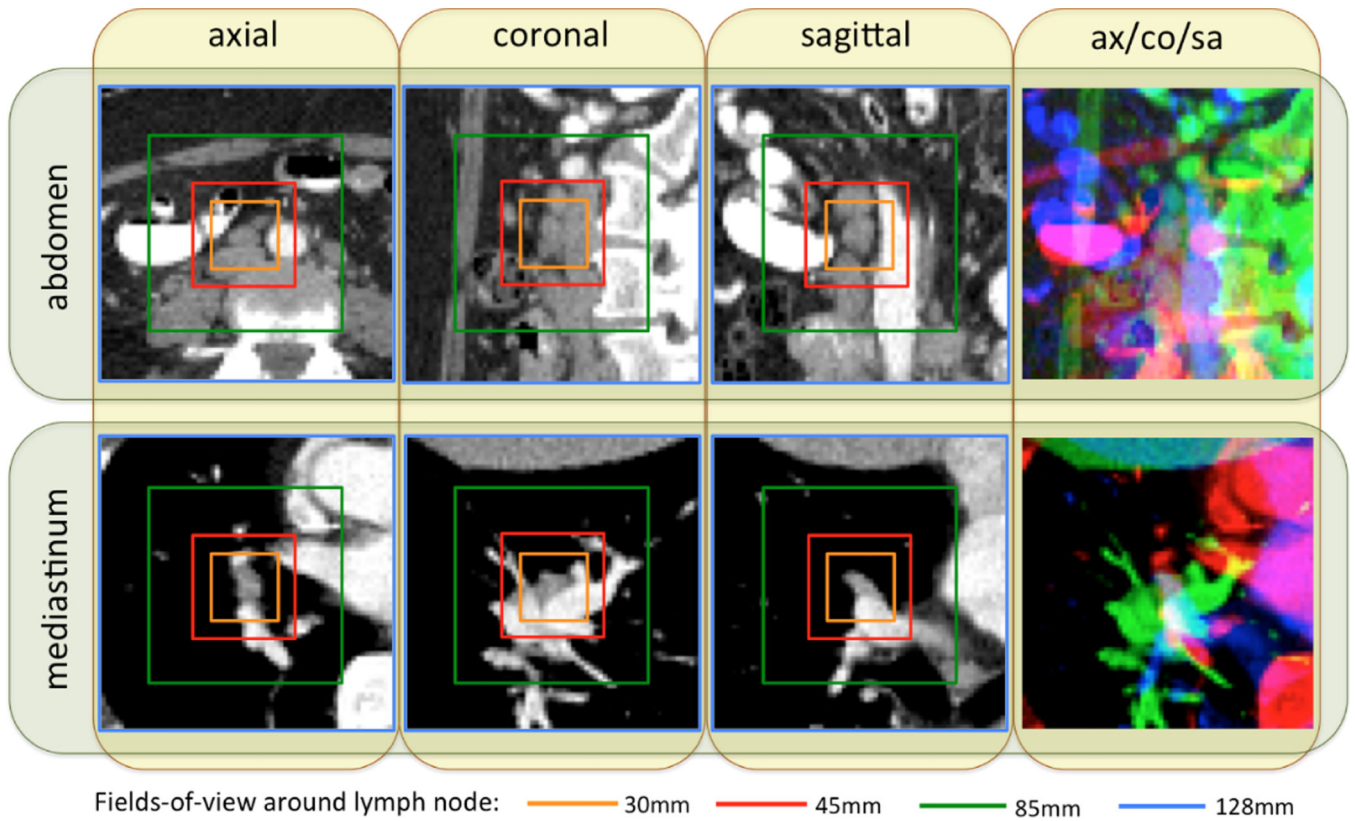 axial coronal sagittal ax/co/sa
abdomen
mediastinum
Fields-of-view around lymph node: 30mm 45mm 85mm 128mm